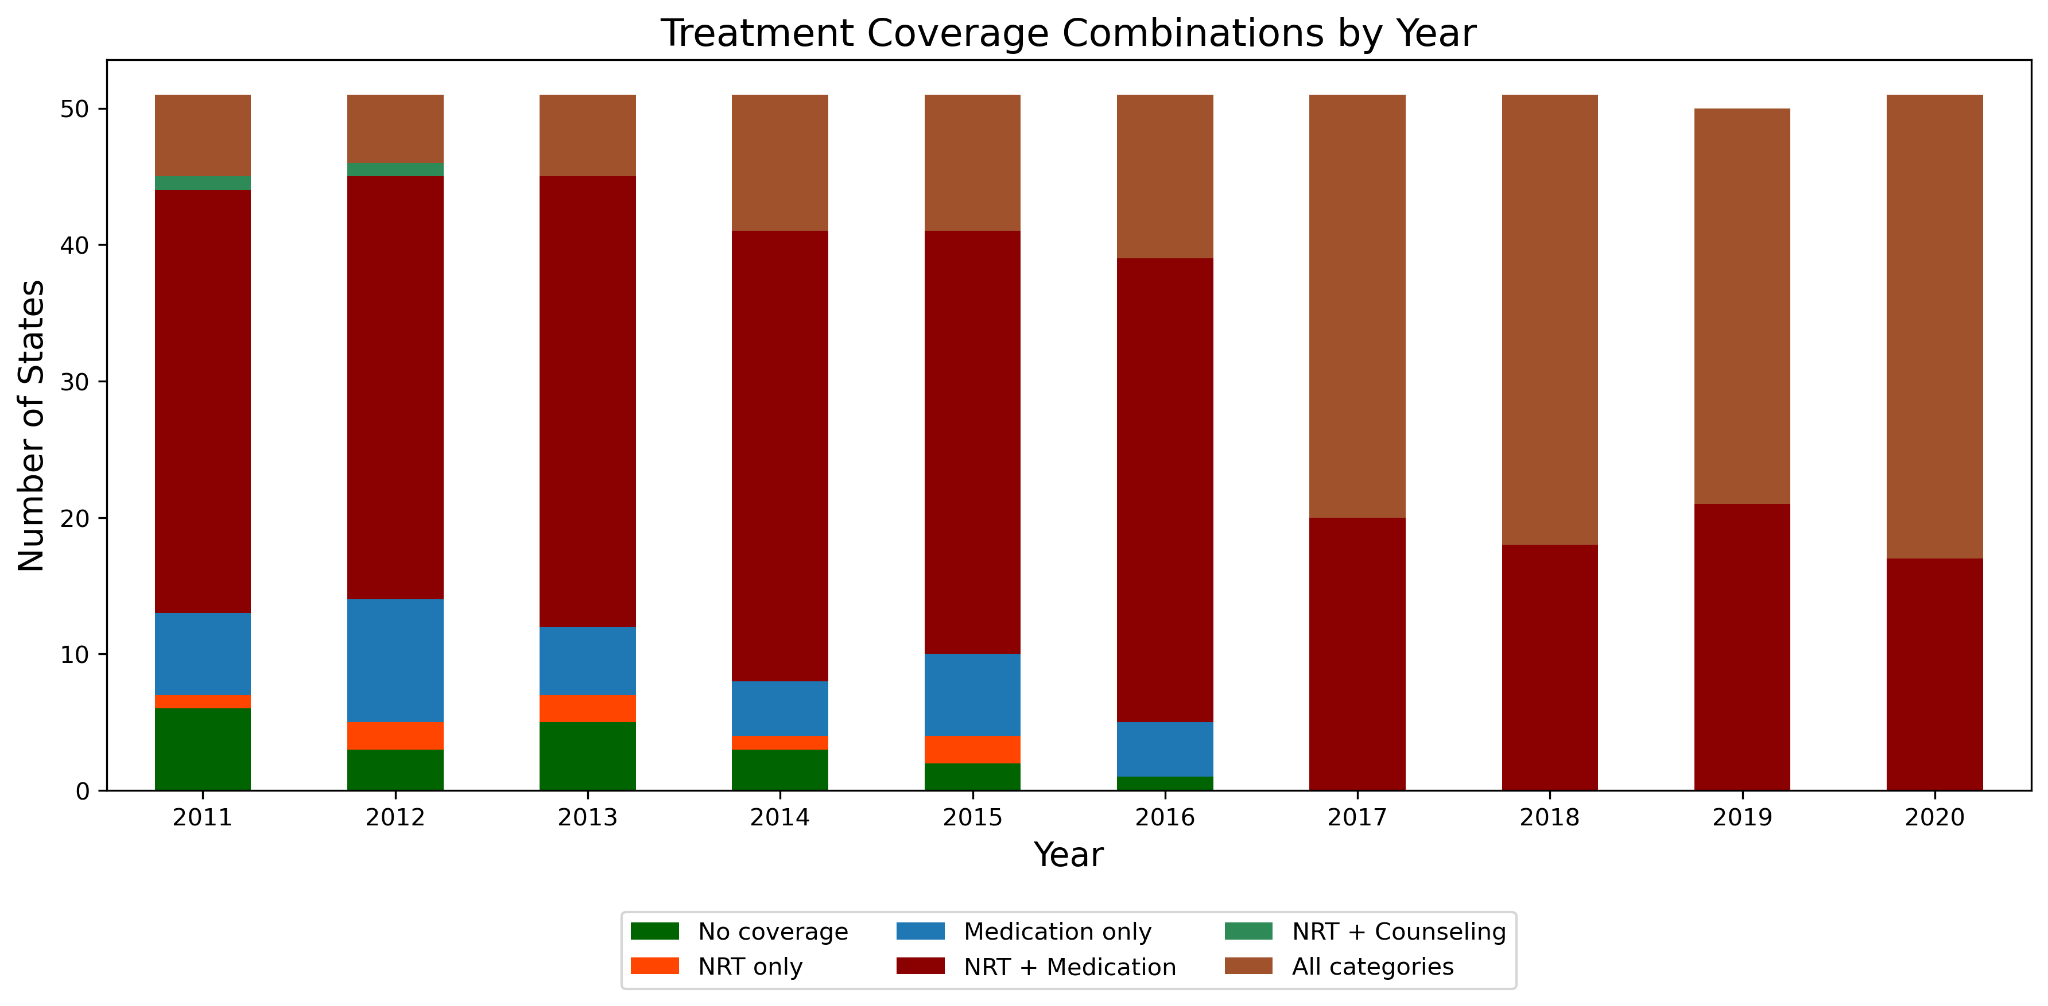 Treatment Coverage Combinations by Year
Number of States
50
40
30
20
10
0
2011 2012 2013 2014 2015 2016 2017 2018 2019 2020
Year
No coverage Medication only NRT + Counseling
NRT only NRT + Medication All categories